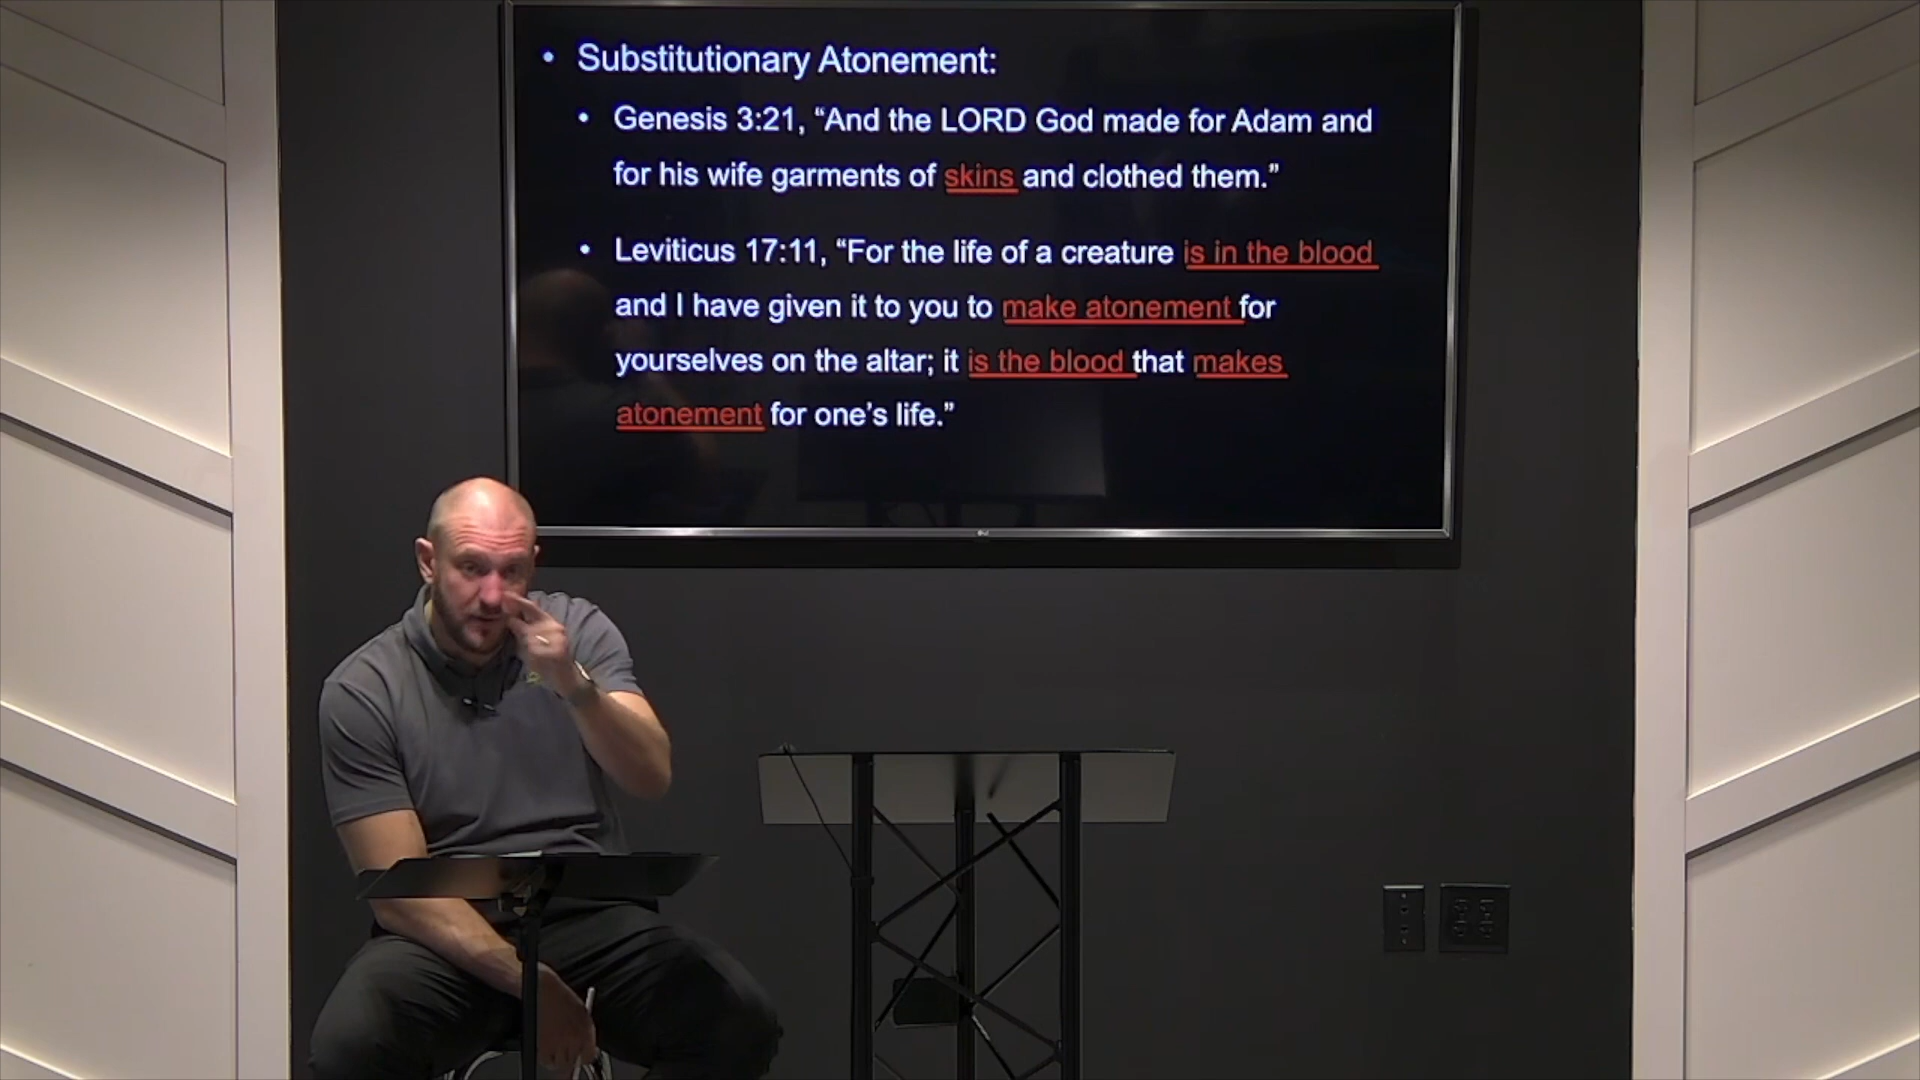 • Substitutionary Atonement:
• Genesis 3:21, “And the LORD God made for Adam and
for his wife garments of skins and clothed them.”
• Leviticus 17:11, “For the life of a creature is in the blood
and I have given it to you to make atonement for
yourselves on the altar; it is the blood that makes
atonement for one’s life.”